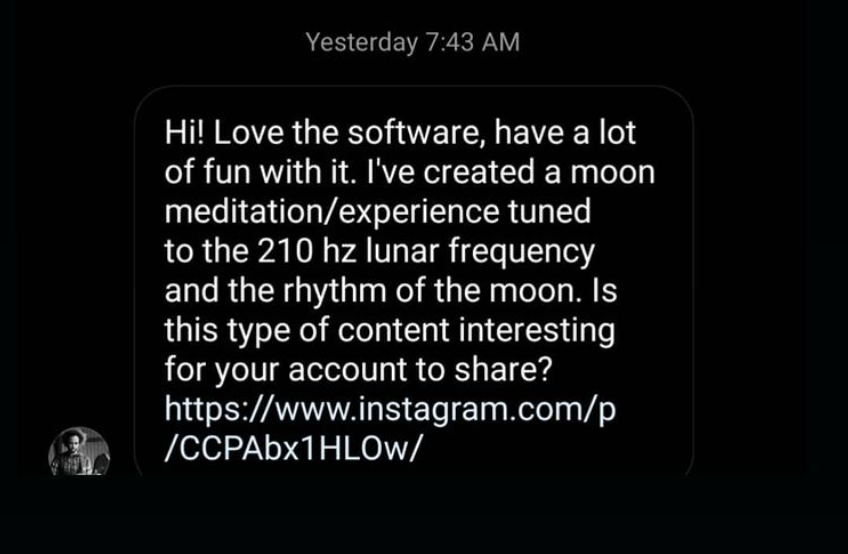 Yesterday 7:43 AM
Hi! Love the software, have a lot
of fun with it. I've created a moon
meditation/experience tuned
to the 210 hz lunar frequency
and the rhythm of the moon. Is
this type of content interesting
for your account to share?
https://www.instagram.com/p
/CCPAbx1HLOw/